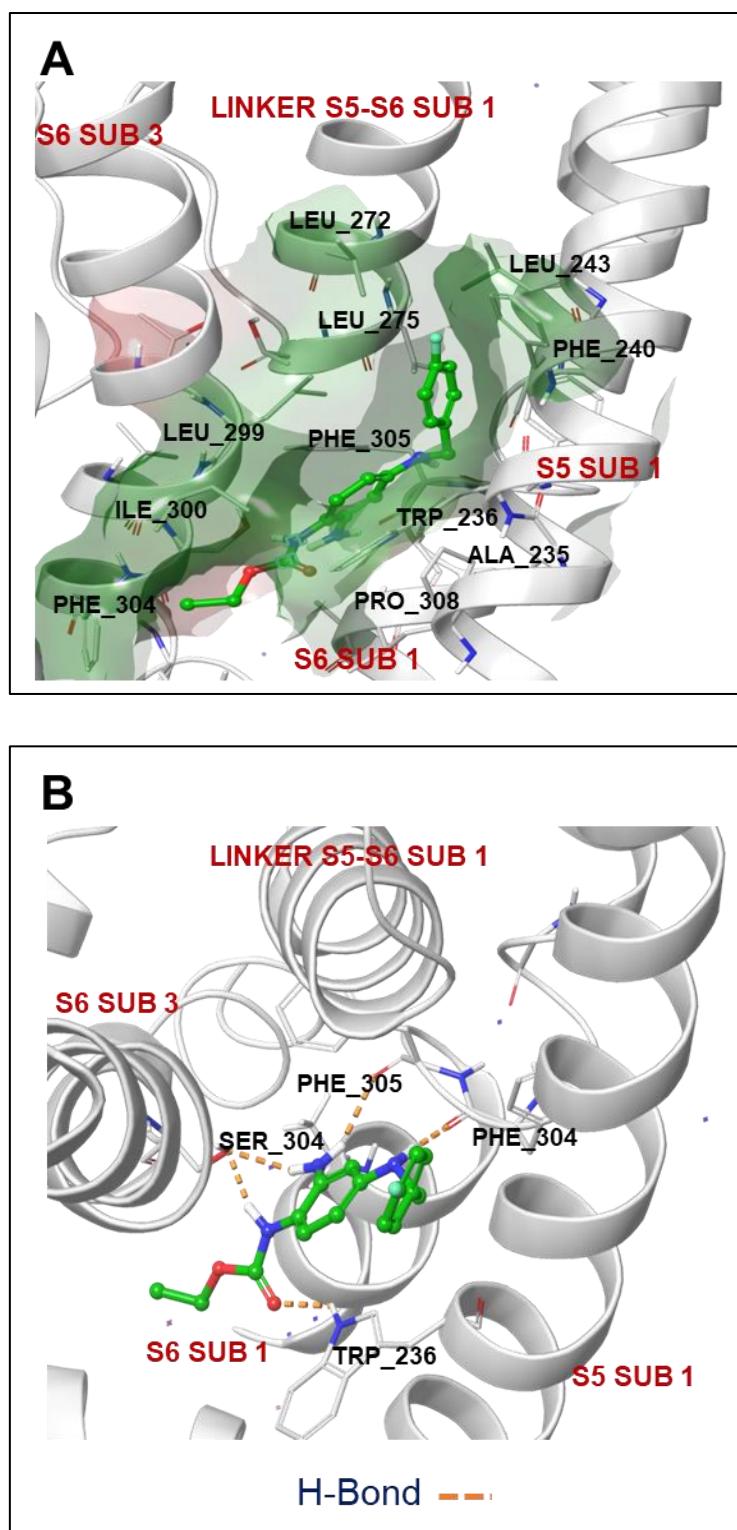 A
LINKER S5-S6 SUB 1
S6 SUB 3
LEU_272
LEU_243
LEU_275
PHE_240
LEU_299
PHE_305
S5 SUB 1
ILE_300
TRP_236
ALA_235
PHE_304
PRO_308
S6 SUB 1
B
LINKER S5-S6 SUB 1
S6 SUB 3
PHE_305
SER_304
PHE_304
S6 SUB 1
TRP_236
S5 SUB 1
H-Bond